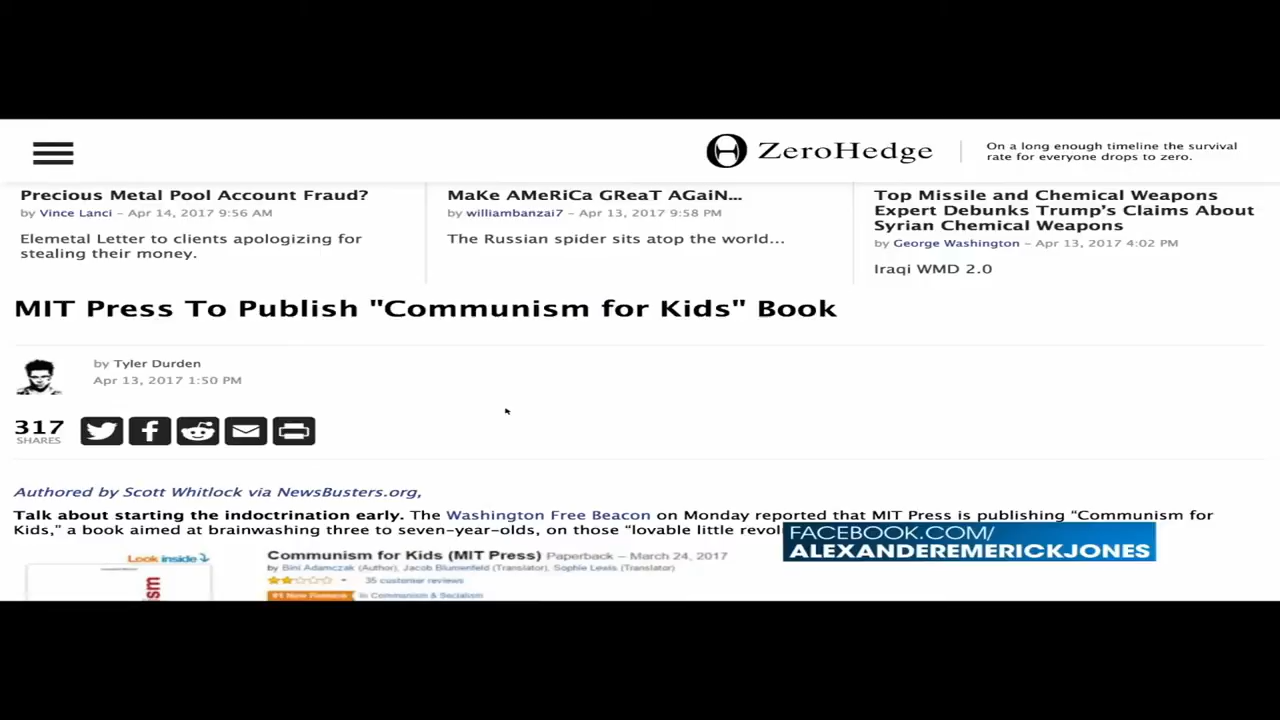 ZeroHedge
On a long enough timeline the survival
rate for everyone drops to zero.
Precious Metal Pool Account Fraud?
by Vince Lanci – Apr 14, 2017 9:56 AM
Elemetal Letter to clients apologizing for
stealing their money.
MaKe AMeRiCa GReaT AGaiN...
by williambanzai7 – Apr 13, 2017 9:58 PM
The Russian spider sits atop the world...
Top Missile and Chemical Weapons
Expert Debunks Trump's Claims About
Syrian Chemical Weapons
by George Washington – Apr 13, 2017 4:02 PM
Iraqi WMD 2.0
MIT Press To Publish "Communism for Kids" Book
by Tyler Durden
Apr 13, 2017 1:50 PM
317
SHARES
Authored by Scott Whitlock via NewsBusters.org,
Talk about starting the indoctrination early. The Washington Free Beacon on Monday reported that MIT Press is publishing “Communism for
Kids,” a book aimed at brainwashing three to seven-year-olds, on those “lovable little revol
FACEBOOK.COM/
ALEXANDEREMERICKJONES
Look inside
Communism for Kids (MIT Press) Paperback – March 24, 2017
by Bini Adamczak (Author), Jacob Blumenfeld (Translator), Sophie Lewis (Translator)
35 customer reviews
#1 New Release in Communism & Socialism